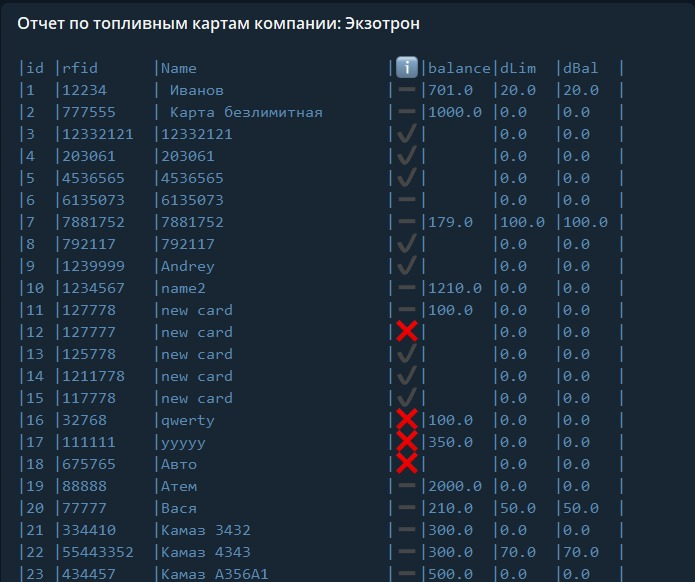 Отчет по топливным картам компании: Экзотрон
|id |rfid |Name |ℹ️|balance|dLim |dBal |
|1 |12234 | Иванов |➖|701.0 |20.0 |20.0 |
|2 |777555 | Карта безлимитная |➖|1000.0 |0.0 |0.0 |
|3 |12332121 |12332121 |✔️| |0.0 |0.0 |
|4 |203061 |203061 |✔️| |0.0 |0.0 |
|5 |4536565 |4536565 |✔️| |0.0 |0.0 |
|6 |6135073 |6135073 |➖| |0.0 |0.0 |
|7 |7881752 |7881752 |➖|179.0 |100.0 |100.0 |
|8 |792117 |792117 |✔️| |0.0 |0.0 |
|9 |1239999 |Andrey |✔️| |0.0 |0.0 |
|10 |1234567 |name2 |➖|1210.0 |0.0 |0.0 |
|11 |127778 |new card |➖|100.0 |0.0 |0.0 |
|12 |127777 |new card |❌| |0.0 |0.0 |
|13 |125778 |new card |✔️| |0.0 |0.0 |
|14 |1211778 |new card |✔️| |0.0 |0.0 |
|15 |117778 |new card |✔️| |0.0 |0.0 |
|16 |32768 |qwerty |❌|100.0 |0.0 |0.0 |
|17 |111111 |yyyyy |❌|350.0 |0.0 |0.0 |
|18 |675765 |Авто |❌| |0.0 |0.0 |
|19 |88888 |Атем |➖|2000.0 |0.0 |0.0 |
|20 |77777 |Вася |➖|210.0 |50.0 |50.0 |
|21 |334410 |Камаз 3432 |➖|300.0 |0.0 |0.0 |
|22 |55443352 |Камаз 4343 |➖|300.0 |70.0 |70.0 |
|23 |434457 |Камаз А356А1 |➖|500.0 |0.0 |0.0 |